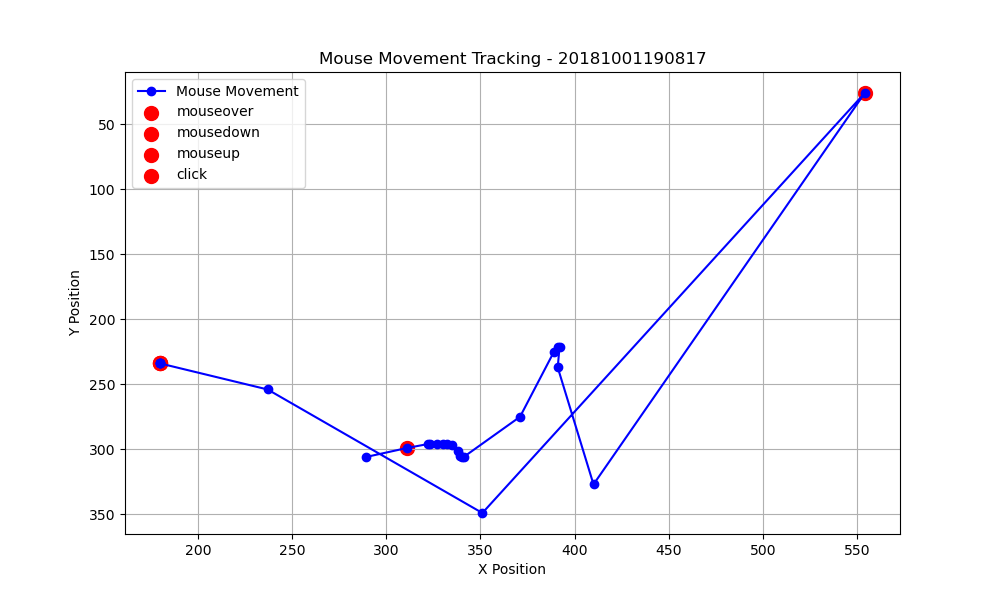 Mouse Movement Tracking - 20181001190817
Mouse Movement
mouseover
mousedown
mouseup
click
Y Position
50
100
150
200
250
300
350
200 250 300 350 400 450 500 550
X Position